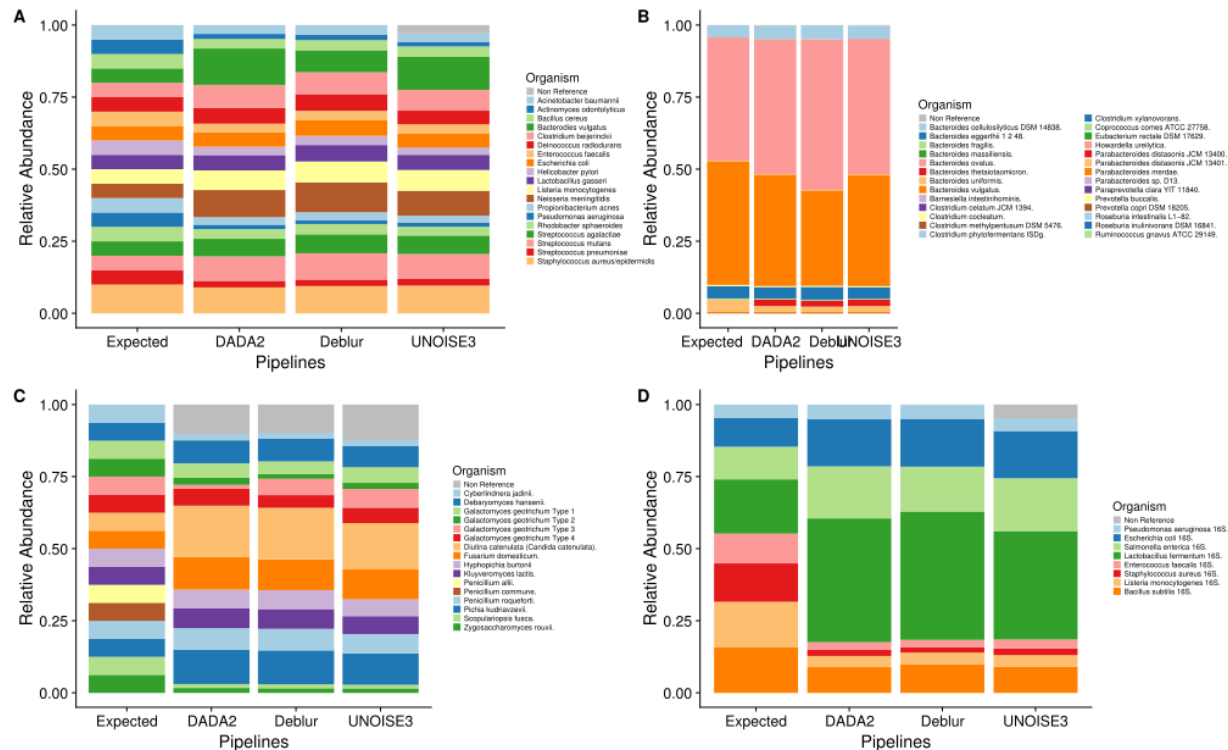 A
1.00
0.75
0.50
0.25
0.00
Relative Abundance
Expected
DADA2
Deblur
UNOISE3
Pipelines
Organism
Non Reference
Acinetobacter baumannii
Actinomyces odontolyticus
Bacillus cereus
Bacterodies vulgatus
Clostridium beijerinckii
Deinococcus radiodurans
Enterococcus faecalis
Escherichia coli
Helicobacter pylori
Lactobacillus gasseri
Listeria monocytogenes
Neisseria meningitidis
Propionibacterium acnes
Pseudomonas aeruginosa
Rhodobacter sphaeroides
Streptococcus agalactiae
Streptococcus mutans
Streptococcus pneumoniae
Staphylococcus aureus/epidermidis
B
1.00
0.75
0.50
0.25
0.00
Relative Abundance
Expected
DADA2
Deblur
UNOISE3
Pipelines
Organism
Non Reference
Bacteroides cellulosilyticus DSM 14838.
Bacteroides eggerthii 1 2 48.
Bacteroides fragilis.
Bacteroides massiliensis.
Bacteroides ovatus.
Bacteroides thetaiotaomicron.
Bacteroides uniformis.
Bacteroides vulgatus.
Barnesiella intestinihominis.
Clostridium celatum JCM 1394.
Clostridium cocleatum.
Clostridium methylpentosum DSM 5476.
Clostridium phytofermentans ISDg.
Clostridium xylanovorans.
Coprococcus comes ATCC 27758.
Eubacterium rectale DSM 17629.
Howardella ureilytica.
Parabacteroides distasonis JCM 13400.
Parabacteroides distasonis JCM 13401.
Parabacteroides merdae.
Parabacteroides sp. D13.
Paraprevotella clara YIT 11840.
Prevotella buccalis.
Prevotella copri DSM 18205.
Roseburia intestinalis L1−82.
Roseburia inulinivorans DSM 16841.
Ruminococcus gnavus ATCC 29149.
C
1.00
0.75
0.50
0.25
0.00
Relative Abundance
Expected
DADA2
Deblur
UNOISE3
Pipelines
Organism
Non Reference
Cyberlindnera jadinii.
Debaryomyces hansenii.
Galactomyces geotrichum Type 1
Galactomyces geotrichum Type 2
Galactomyces geotrichum Type 3
Galactomyces geotrichum Type 4
Diutina catenulata (Candida catenulata).
Fusarium domesticum.
Hyphopichia burtonii
Kluyveromyces lactis.
Penicillium allii.
Penicillium commune.
Penicillium roqueforti.
Pichia kudriavzevii.
Scopulariopsis fusca.
Zygosaccharomyces rouxii.
D
1.00
0.75
0.50
0.25
0.00
Relative Abundance
Expected
DADA2
Deblur
UNOISE3
Pipelines
Organism
Non Reference
Pseudomonas aeruginosa 16S.
Escherichia coli 16S.
Salmonella enterica 16S.
Lactobacillus fermentum 16S.
Enterococcus faecalis 16S.
Staphylococcus aureus 16S.
Listeria monocytogenes 16S.
Bacillus subtilis 16S.